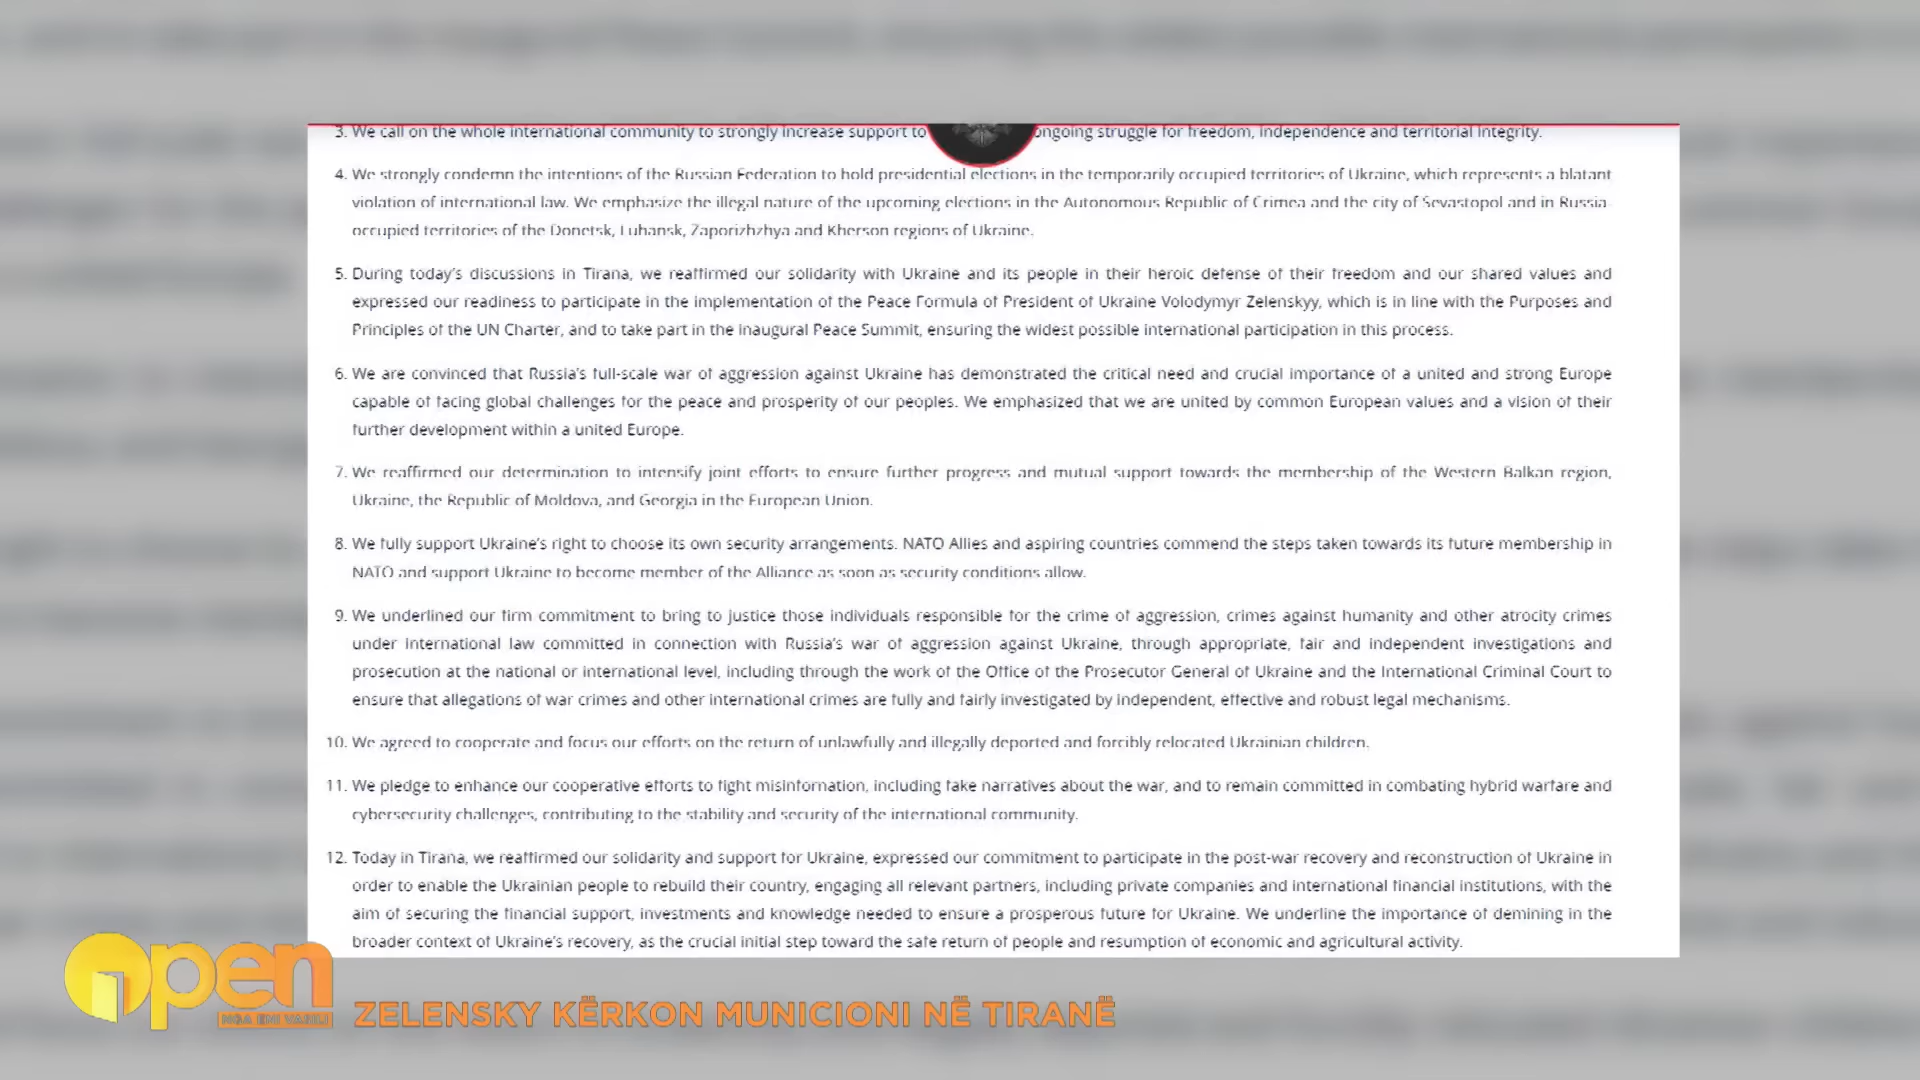 3. We call on the whole international community to strongly increase support to ongoing struggle for freedom, independence and territorial integrity.
4. We strongly condemn the intentions of the Russian Federation to hold presidential elections in the temporarily occupied territories of Ukraine, which represents a blatant
violation of international law. We emphasize the illegal nature of the upcoming elections in the Autonomous Republic of Crimea and the city of Sevastopol and in Russia-
occupied territories of the Donetsk, Luhansk, Zaporizhzhya and Kherson regions of Ukraine.
5. During today's discussions in Tirana, we reaffirmed our solidarity with Ukraine and its people in their heroic defense of their freedom and our shared values and
expressed our readiness to participate in the implementation of the Peace Formula of President of Ukraine Volodymyr Zelenskyy, which is in line with the Purposes and
Principles of the UN Charter, and to take part in the inaugural Peace Summit, ensuring the widest possible international participation in this process.
6. We are convinced that Russia's full-scale war of aggression against Ukraine has demonstrated the critical need and crucial importance of a united and strong Europe
capable of facing global challenges for the peace and prosperity of our peoples. We emphasized that we are united by common European values and a vision of their
further development within a united Europe.
7. We reaffirmed our determination to intensify joint efforts to ensure further progress and mutual support towards the membership of the Western Balkan region,
Ukraine, the Republic of Moldova, and Georgia in the European Union.
8. We fully support Ukraine's right to choose its own security arrangements. NATO Allies and aspiring countries commend the steps taken towards its future membership in
NATO and support Ukraine to become member of the Alliance as soon as security conditions allow.
9. We underlined our firm commitment to bring to justice those individuals responsible for the crime of aggression, crimes against humanity and other atrocity crimes
under international law committed in connection with Russia's war of aggression against Ukraine, through appropriate, fair and independent investigations and
prosecution at the national or international level, including through the work of the Office of the Prosecutor General of Ukraine and the International Criminal Court to
ensure that allegations of war crimes and other international crimes are fully and fairly investigated by independent, effective and robust legal mechanisms.
10. We agreed to cooperate and focus our efforts on the return of unlawfully and illegally deported and forcibly relocated Ukrainian children.
11. We pledge to enhance our cooperative efforts to fight misinformation, including fake narratives about the war, and to remain committed in combating hybrid warfare and
cybersecurity challenges, contributing to the stability and security of the international community.
12. Today in Tirana, we reaffirmed our solidarity and support for Ukraine, expressed our commitment to participate in the post-war recovery and reconstruction of Ukraine in
order to enable the Ukrainian people to rebuild their country, engaging all relevant partners, including private companies and international financial institutions, with the
aim of securing the financial support, investments and knowledge needed to ensure a prosperous future for Ukraine. We underline the importance of demining in the
broader context of Ukraine's recovery, as the crucial initial step toward the safe return of people and resumption of economic and agricultural activity.
Open
NGA ENI VASILI
ZELENSKY KËRKON MUNICIONI NË TIRANË